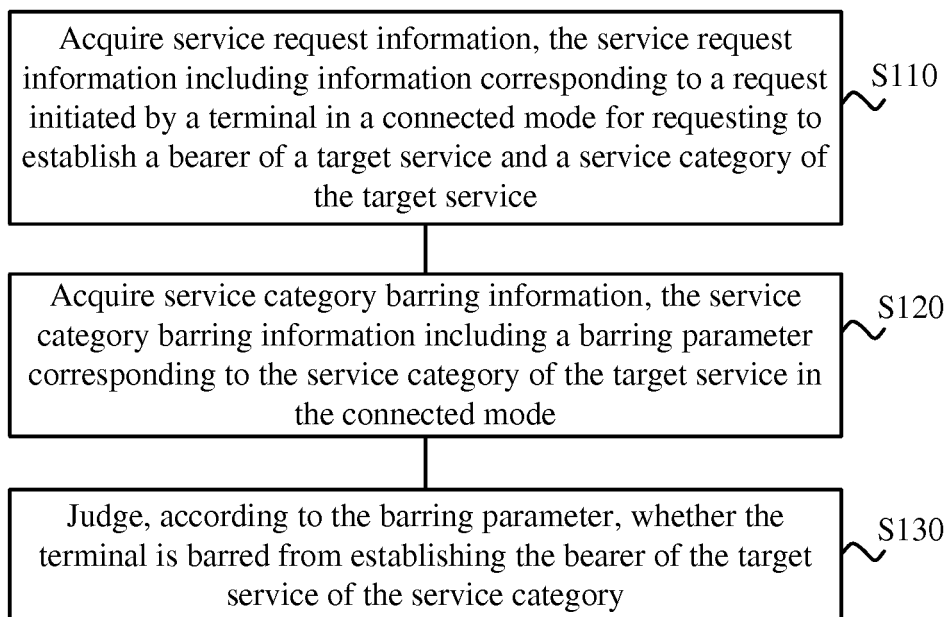 Acquire service request information, the service request
information including information corresponding to a request
initiated by a terminal in a connected mode for requesting to
establish a bearer of a target service and a service category of
the target service
S110
Acquire service category barring information, the service
category barring information including a barring parameter
corresponding to the service category of the target service in
the connected mode
S120
Judge, according to the barring parameter, whether the
terminal is barred from establishing the bearer of the target
service of the service category
S130